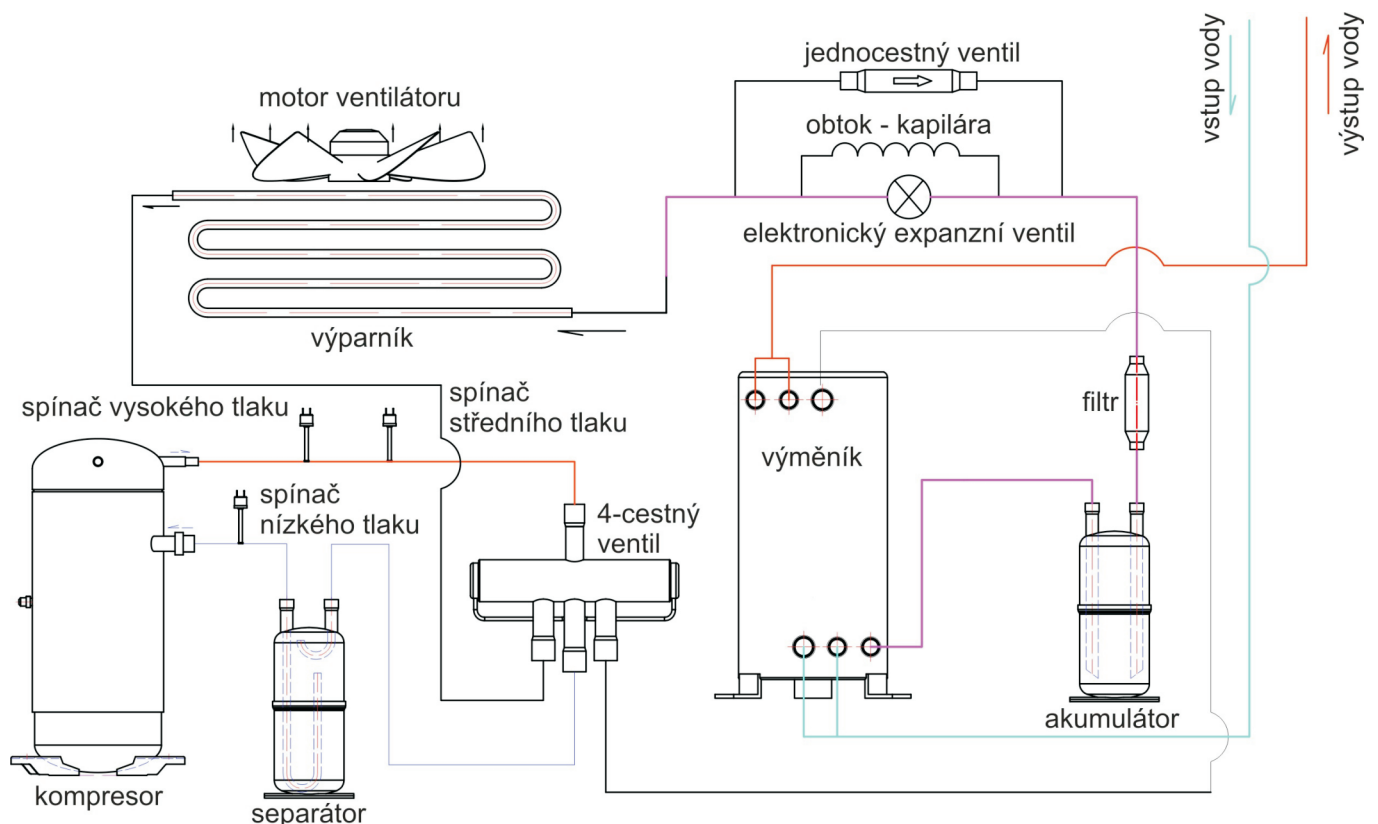 vstup vody
výstup vody
jednocestný ventil
motor ventilátoru
obtok - kapilára
elektronický expanzní ventil
výparník
spínač vysokého tlaku
spínač
středního tlaku
filtr
výměník
spínač
nízkého tlaku
4-cestný
ventil
akumulátor
kompresor
separátor